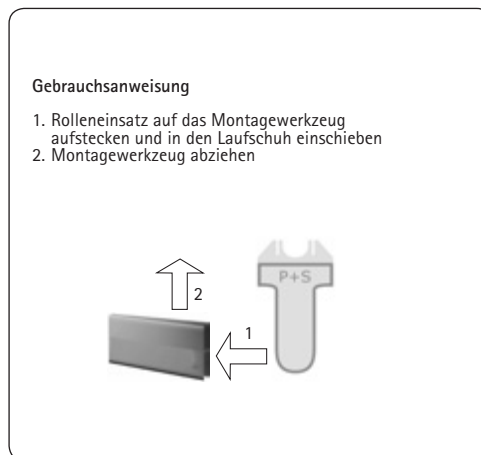 Gebrauchsanweisung
1. Rolleneinsatz auf das Montagewerkzeug
aufstecken und in den Laufschuh einschieben
2. Montagewerkzeug abziehen
P+S
2
1